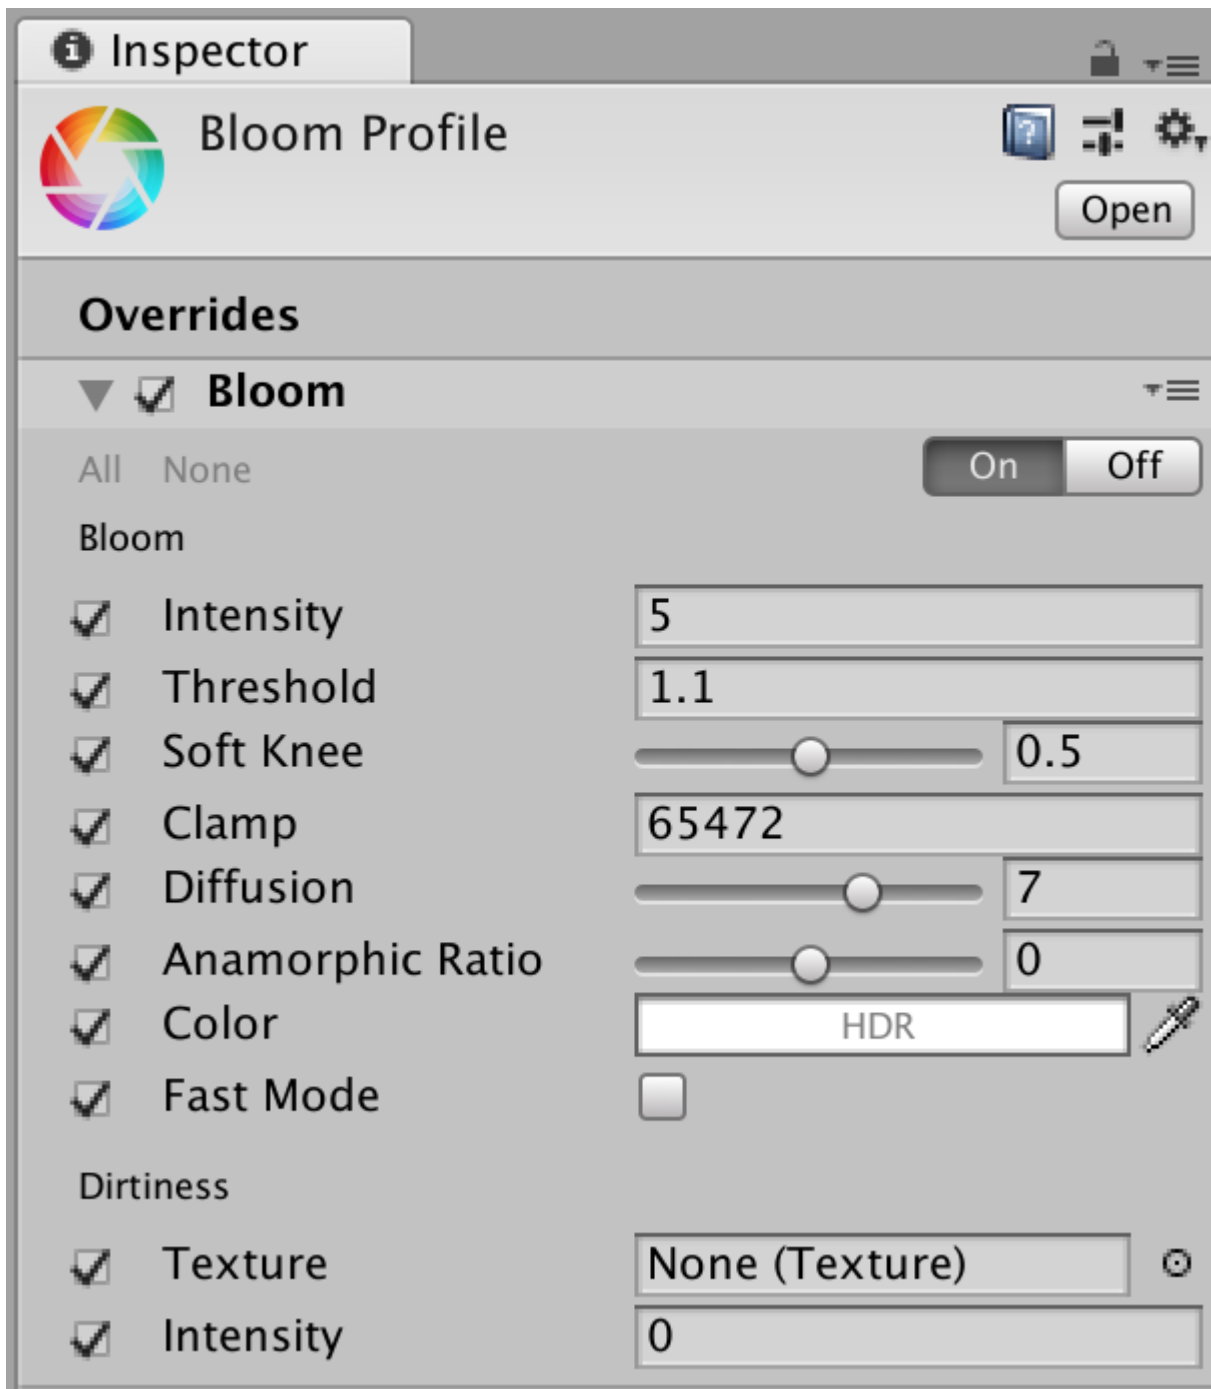 Inspector
Bloom Profile
Open
Overrides
Bloom
All None On Off
Bloom
Intensity 5
Threshold 1.1
Soft Knee 0.5
Clamp 65472
Diffusion 7
Anamorphic Ratio 0
Color HDR
Fast Mode
Dirtiness
Texture None (Texture)
Intensity 0